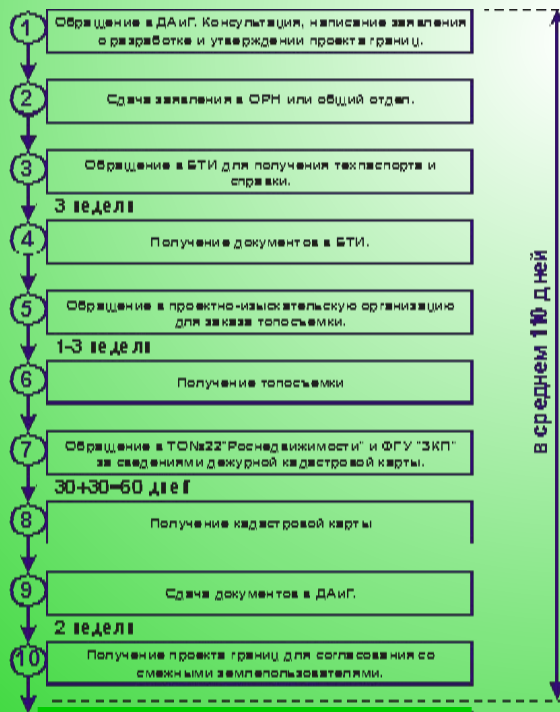 1
Обращение в ДАиГ. Консультация, написание заявления
о разработке и утверждении проекта границ.
2
Сдача заявления в ОРН или общий отдел.
3
Обращение в БТИ для получения техпаспорта и
справки.
3 недели
4
Получение документов в БТИ.
5
Обращение в проектно-изыскательскую организацию
для заказа топосъемки.
1-3 недели
6
Получение топосъемки
7
Обращение в ТО№22"Роснедвижимости" и ФГУ "ЗКП"
за сведениями дежурной кадастровой карты.
30+30=60 дней
8
Получение кадастровой карты
9
Сдача документов в ДАиГ.
2 недели
10
Получение проекта границ для согласования со
смежными землепользователями.
в среднем 110 дней